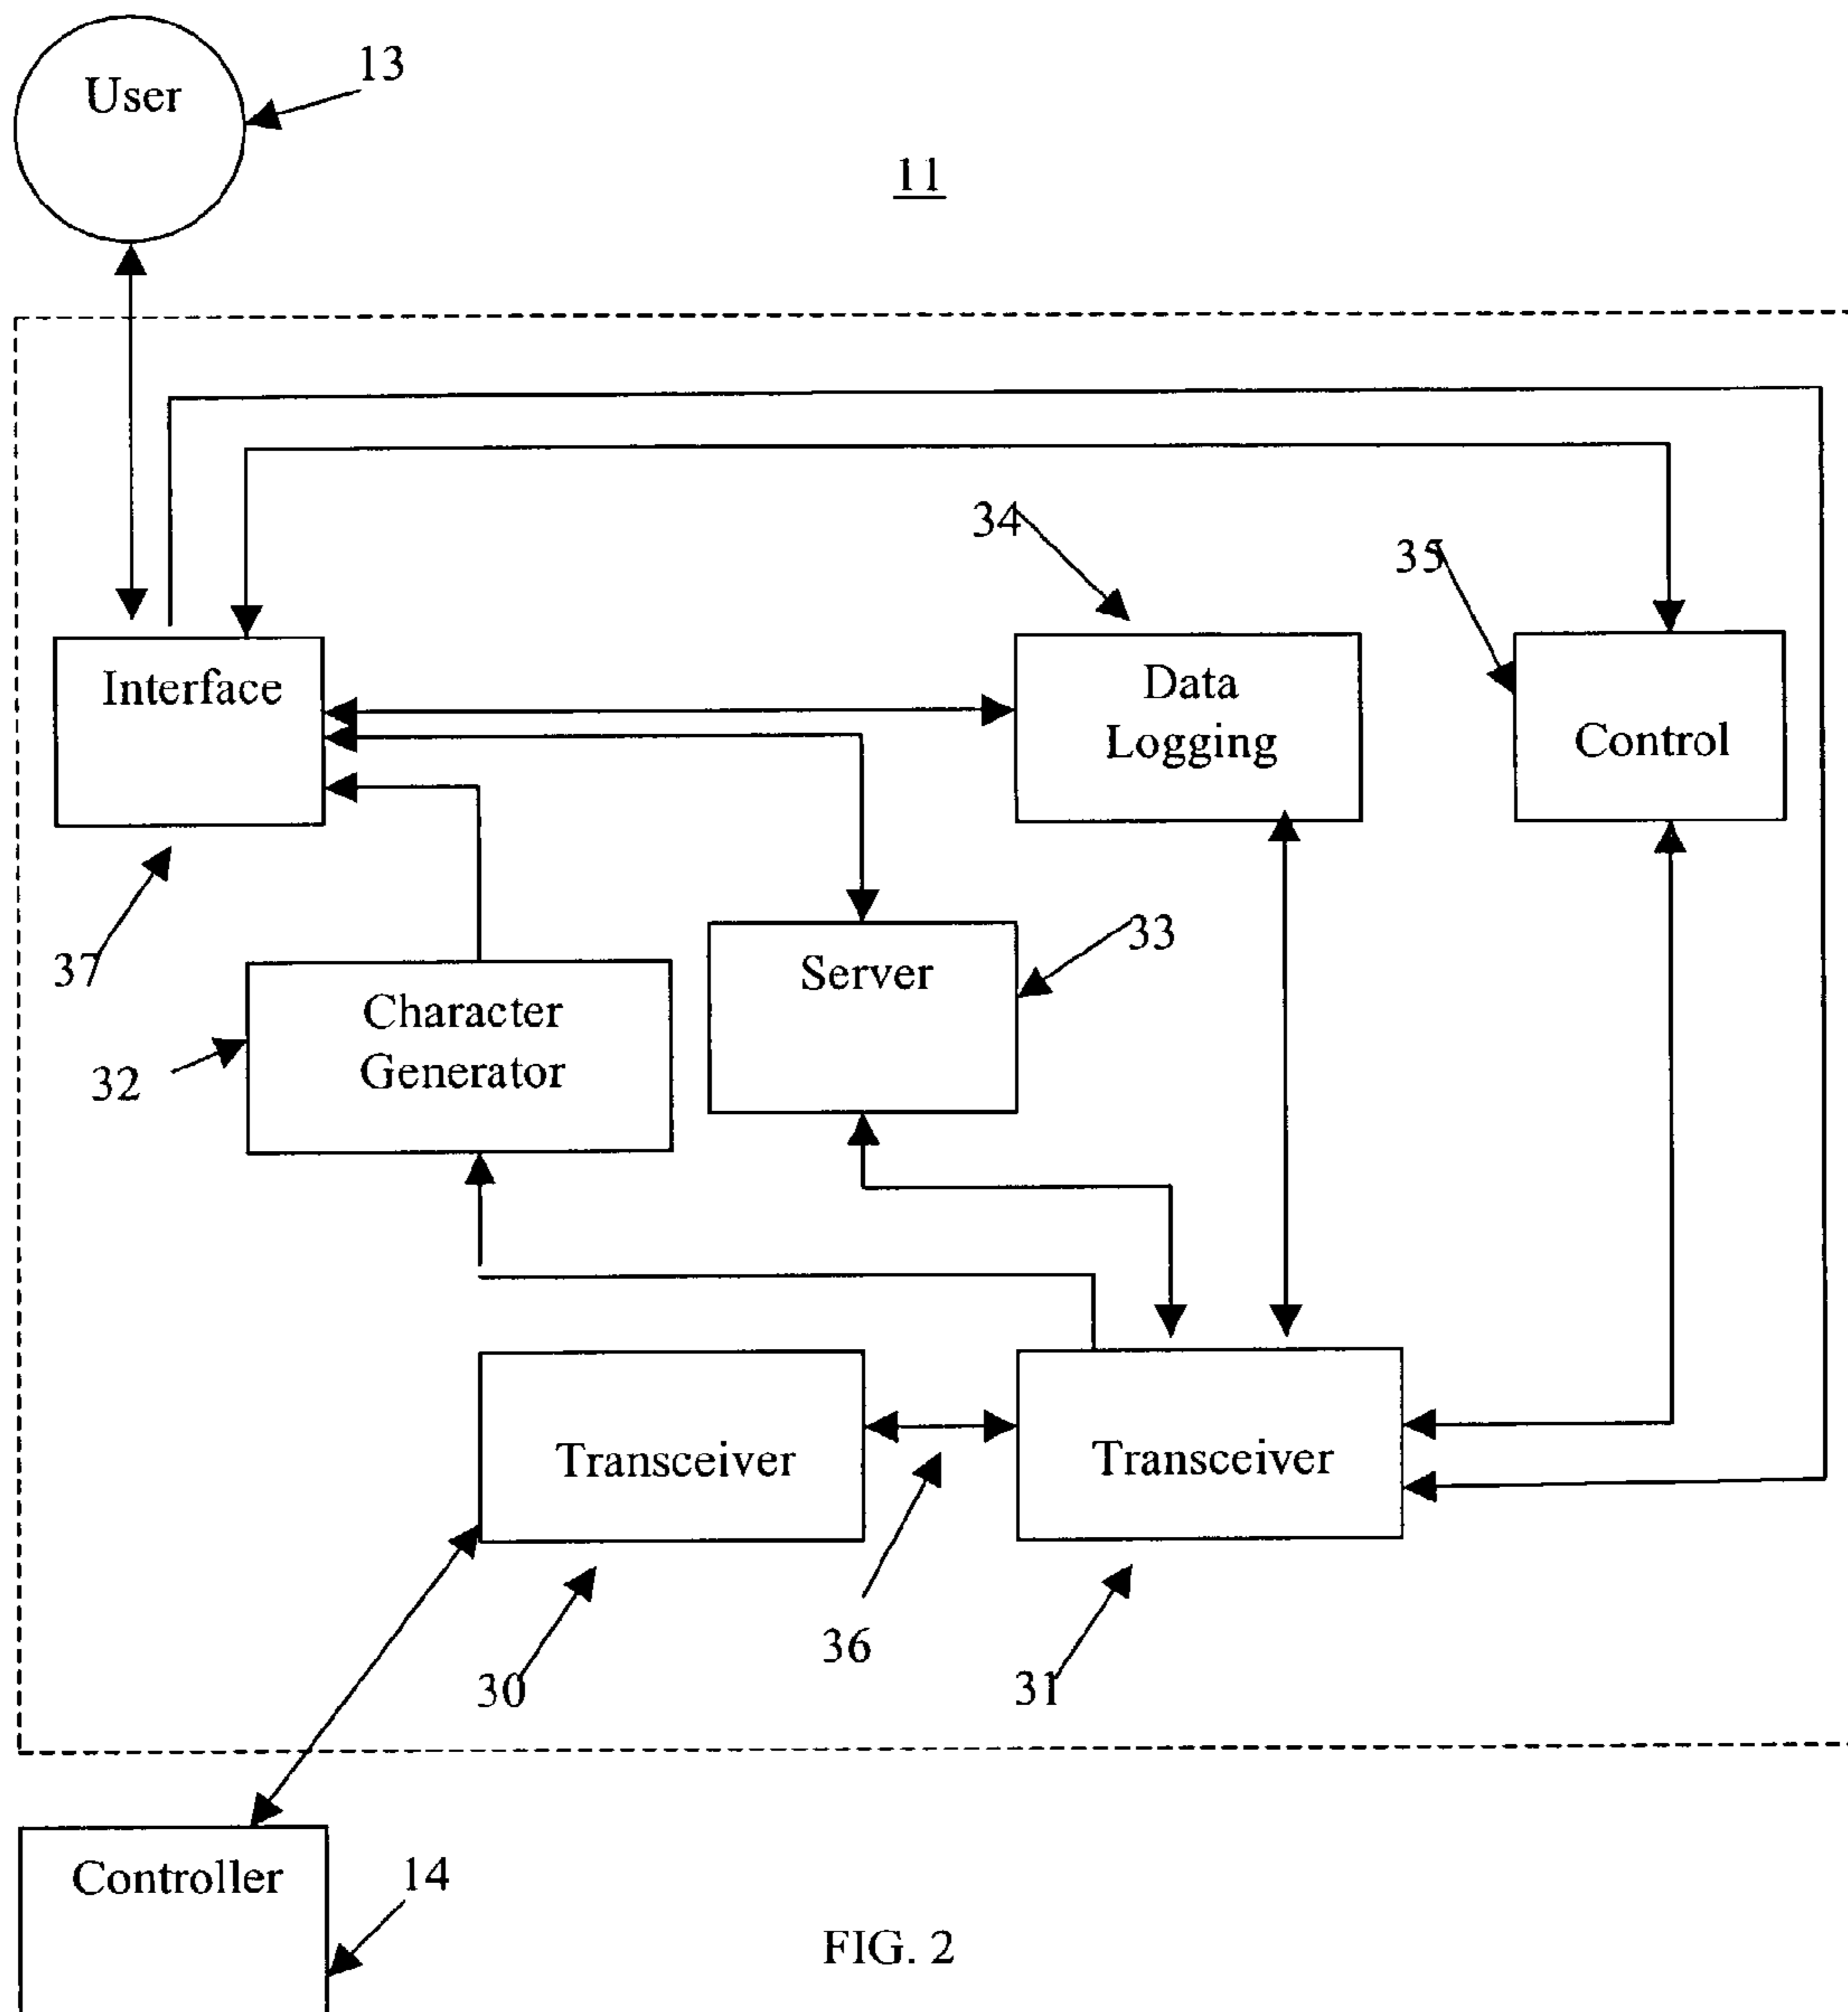 User
13
11
34
35
Interface
Data
Logging
Control
37
Server
33
Character
Generator
32
Transceiver
Transceiver
36
30
31
Controller
14
FIG. 2